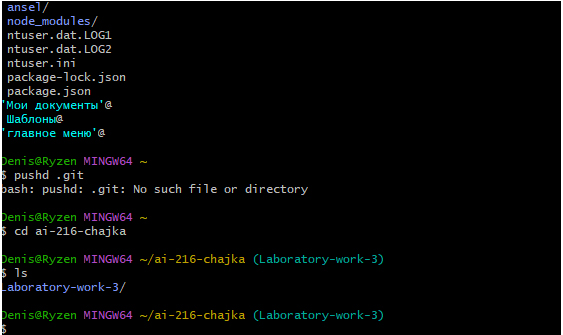 ansel/
node_modules/
ntuser.dat.LOG1
ntuser.dat.LOG2
ntuser.ini
package-lock.json
package.json
'Мои документы'@
Шаблоны@
'главное меню'@
Denis@Ryzen MINGW64 ~
$ pushd .git
bash: pushd: .git: No such file or directory
Denis@Ryzen MINGW64 ~
$ cd ai-216-chajka
Denis@Ryzen MINGW64 ~/ai-216-chajka (Laboratory-work-3)
$ ls
Laboratory-work-3/
Denis@Ryzen MINGW64 ~/ai-216-chajka (Laboratory-work-3)
$